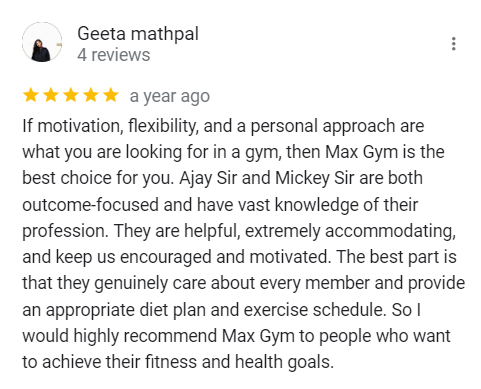 Geeta mathpal
4 reviews
a year ago
If motivation, flexibility, and a personal approach are
what you are looking for in a gym, then Max Gym is the
best choice for you. Ajay Sir and Mickey Sir are both
outcome-focused and have vast knowledge of their
profession. They are helpful, extremely accommodating,
and keep us encouraged and motivated. The best part is
that they genuinely care about every member and provide
an appropriate diet plan and exercise schedule. So I
would highly recommend Max Gym to people who want
to achieve their fitness and health goals.